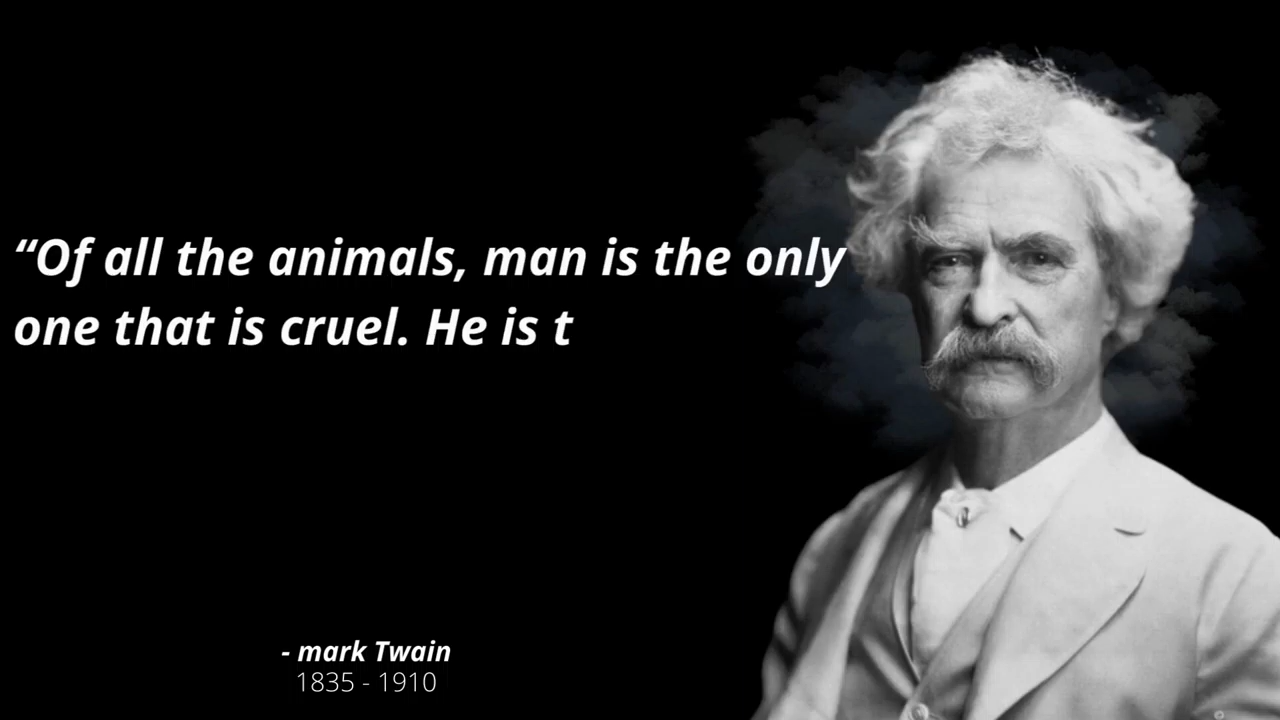 “Of all the animals, man is the only
one that is cruel. He is t
- mark Twain
1835 - 1910